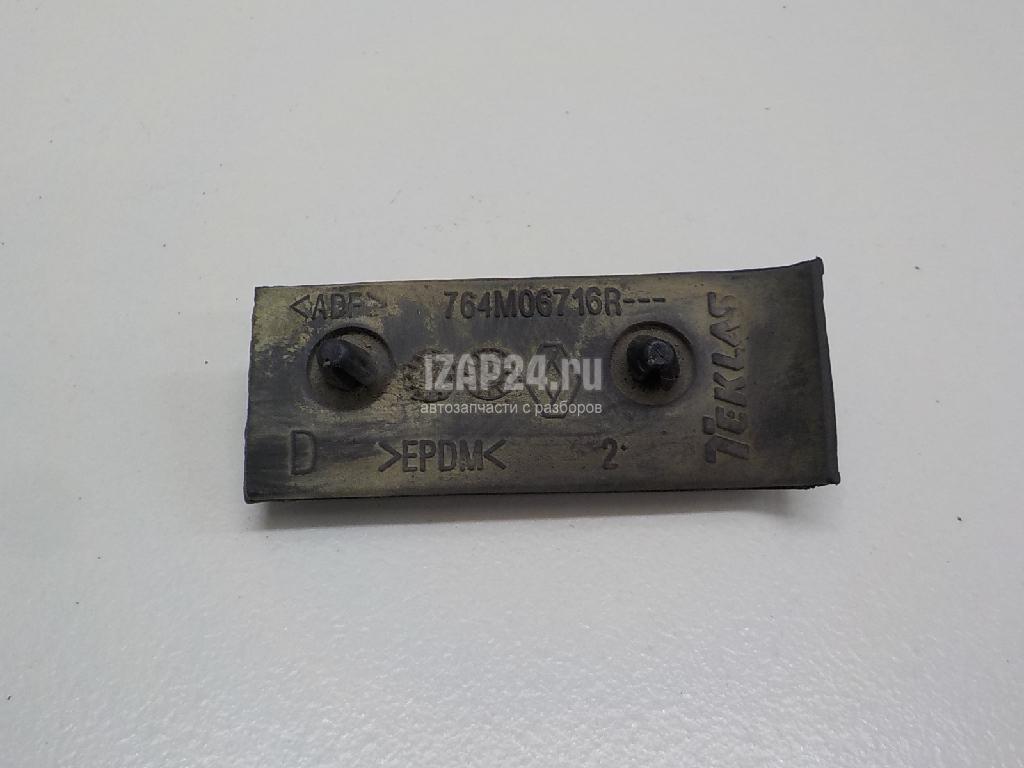 <ABF> 764M06716R---
TEKLAS
IZAP24.ru
автозапчасти с разборов
D >EPDM< 2